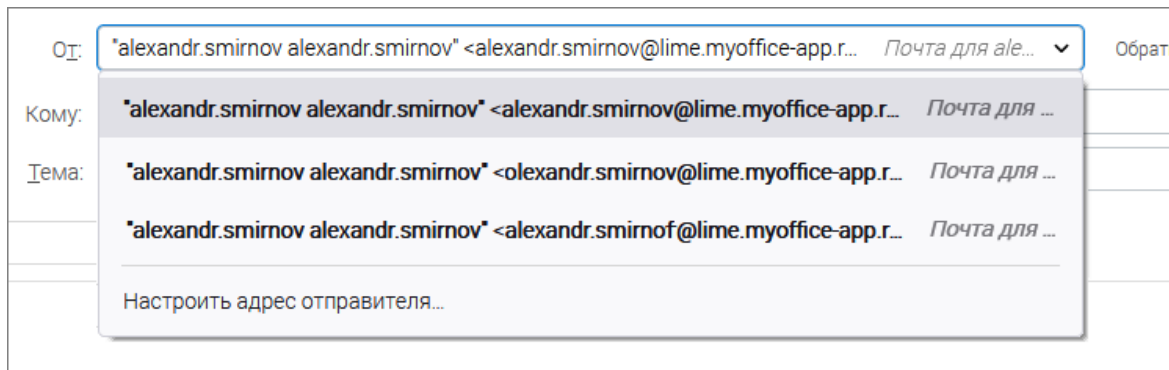 От: "alexandr.smirnov alexandr.smirnov" <alexandr.smirnov@lime.myoffice-app.r... Почта для ale... Обрат
"alexandr.smirnov alexandr.smirnov" <alexandr.smirnov@lime.myoffice-app.r... Почта для ...
Кому:
"alexandr.smirnov alexandr.smirnov" <olexandr.smirnov@lime.myoffice-app.r... Почта для ...
Тема:
"alexandr.smirnov alexandr.smirnov" <alexandr.smirnof@lime.myoffice-app.r... Почта для ...
Настроить адрес отправителя...